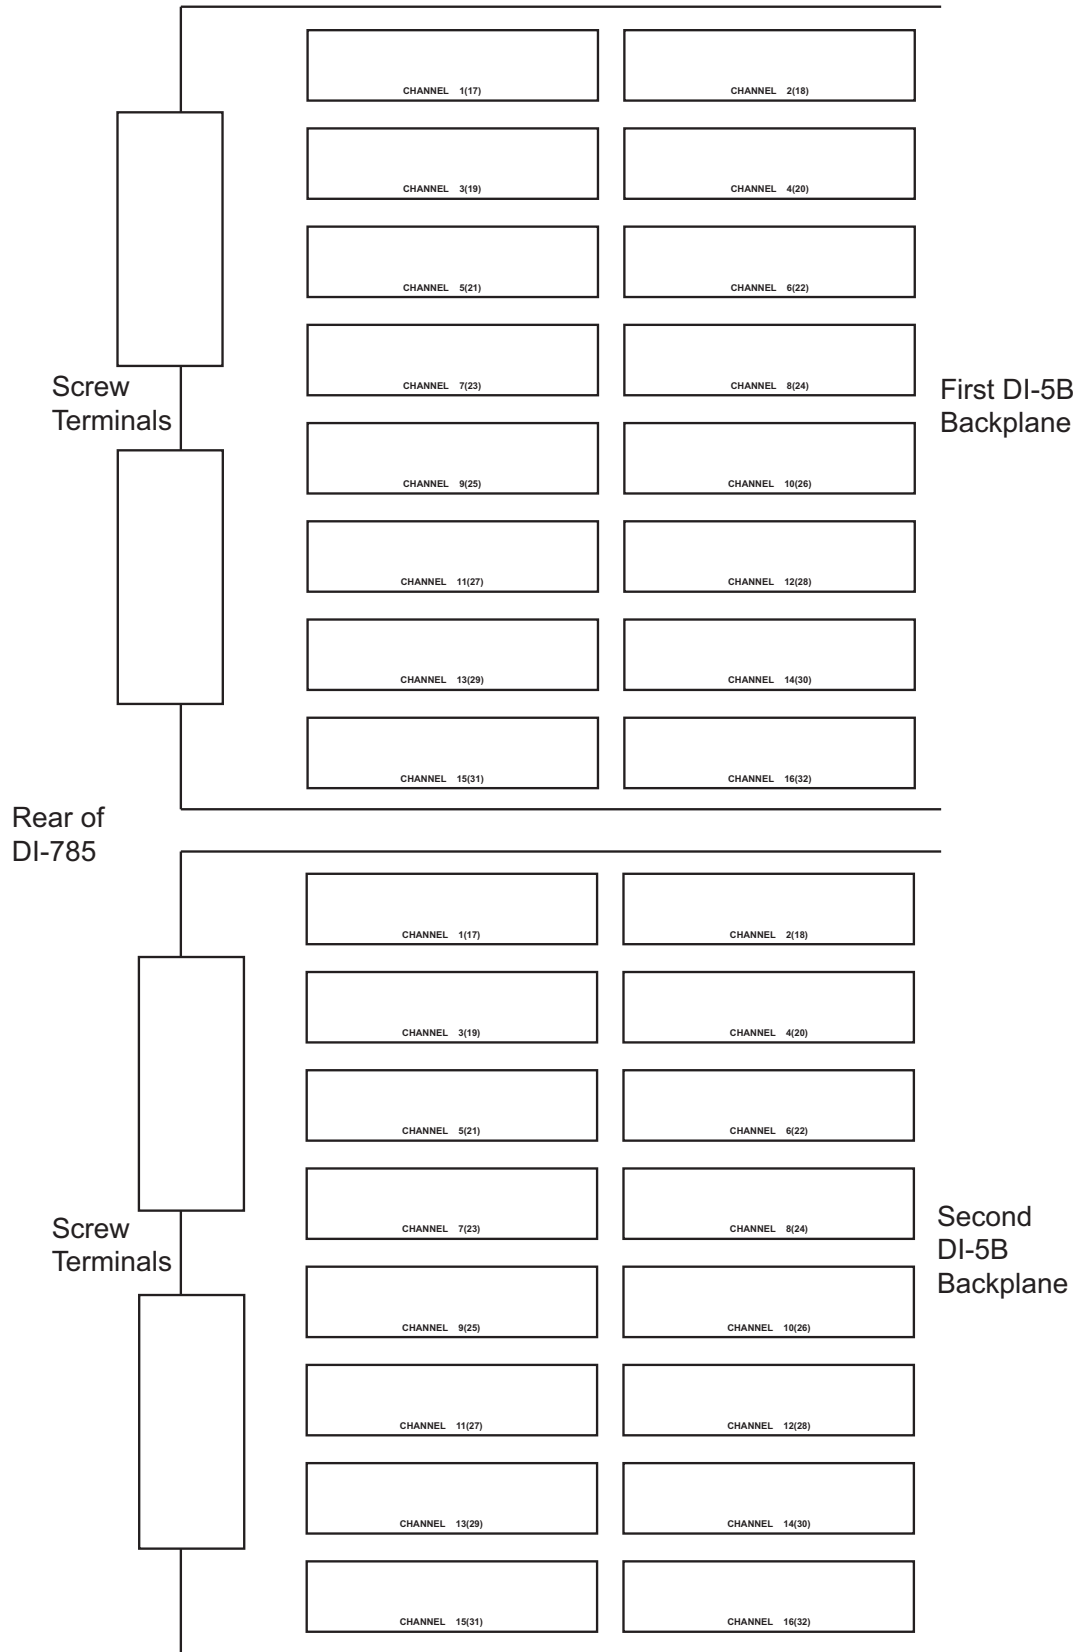 CHANNEL 1(17)
CHANNEL 2(18)
CHANNEL 3(19)
CHANNEL 4(20)
CHANNEL 5(21)
CHANNEL 6(22)
CHANNEL 7(23)
CHANNEL 8(24)
Screw
Terminals
First DI-5B
Backplane
CHANNEL 9(25)
CHANNEL 10(26)
CHANNEL 11(27)
CHANNEL 12(28)
CHANNEL 13(29)
CHANNEL 14(30)
CHANNEL 15(31)
CHANNEL 16(32)
Rear of
DI-785
CHANNEL 1(17)
CHANNEL 2(18)
CHANNEL 3(19)
CHANNEL 4(20)
CHANNEL 5(21)
CHANNEL 6(22)
CHANNEL 7(23)
CHANNEL 8(24)
Screw
Terminals
Second
DI-5B
Backplane
CHANNEL 9(25)
CHANNEL 10(26)
CHANNEL 11(27)
CHANNEL 12(28)
CHANNEL 13(29)
CHANNEL 14(30)
CHANNEL 15(31)
CHANNEL 16(32)